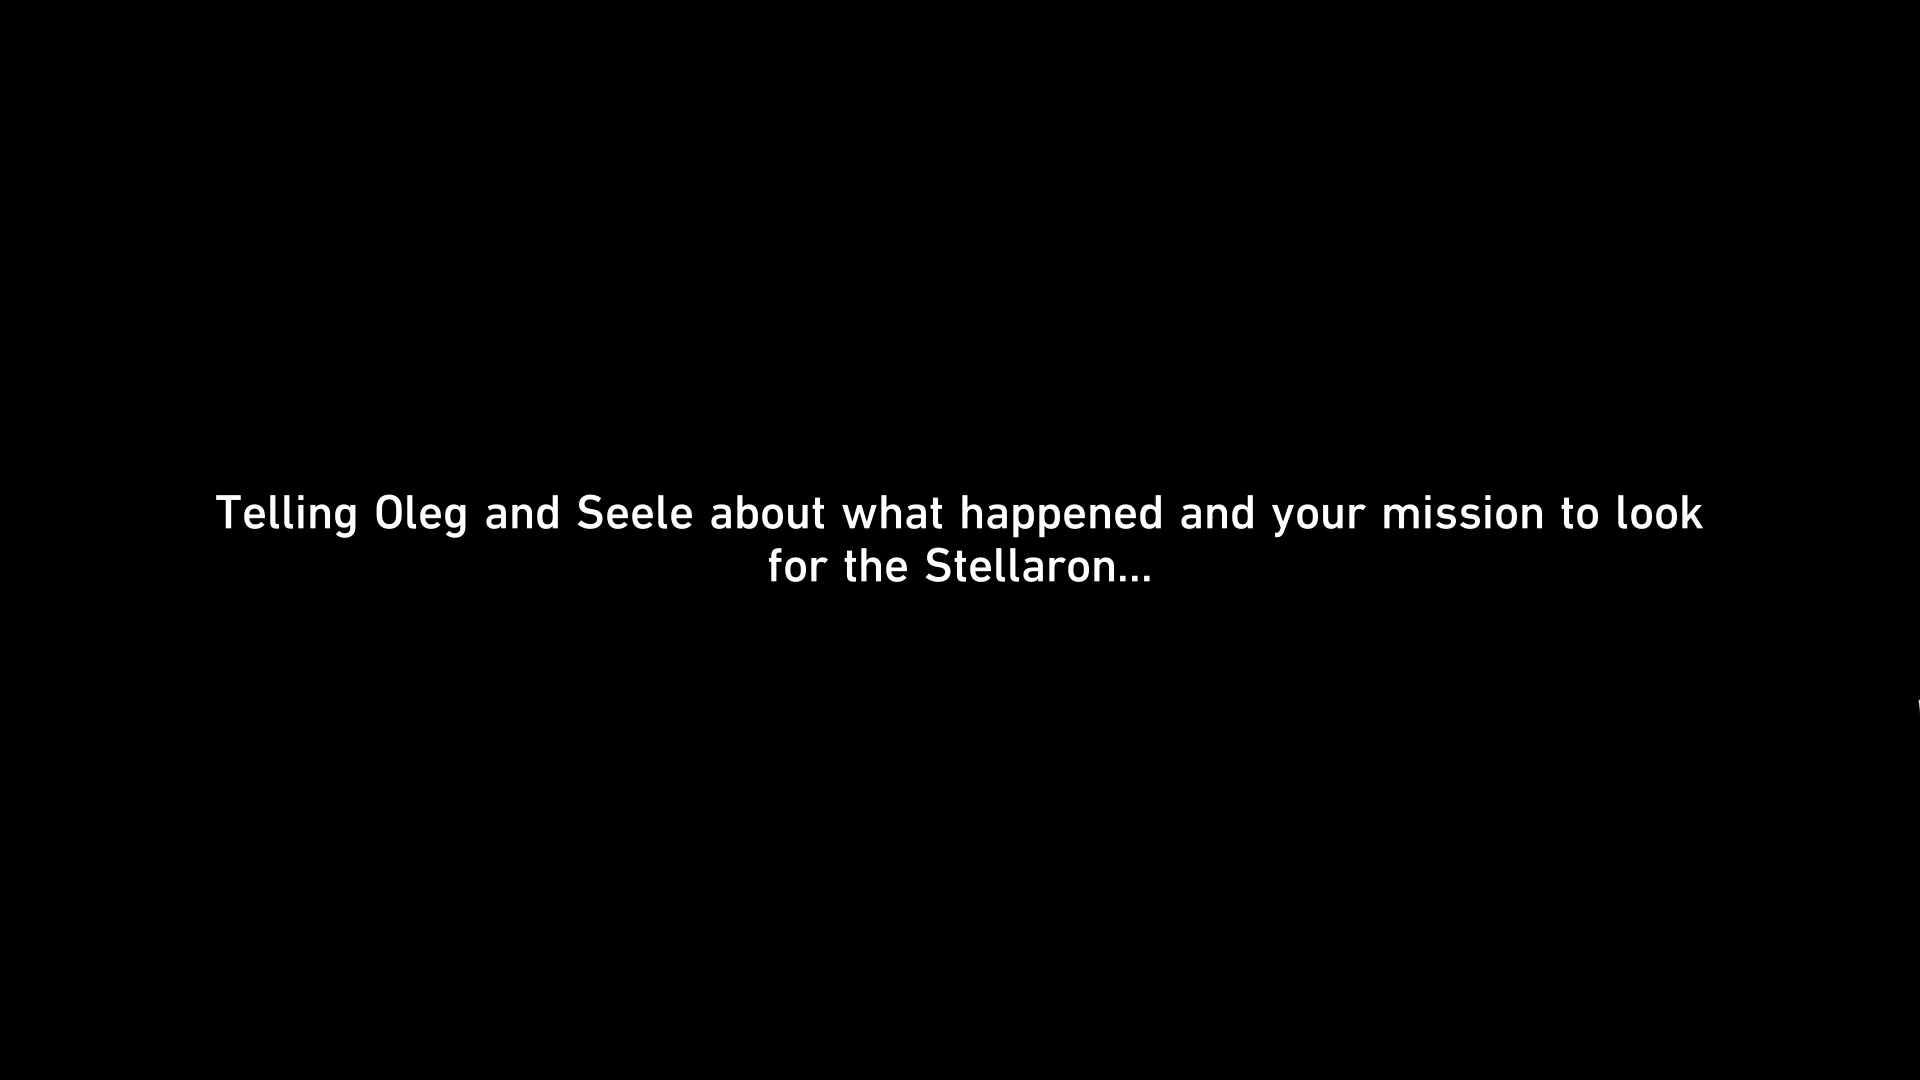 Telling Oleg and Seele about what happened and your mission to look
for the Stellaron...